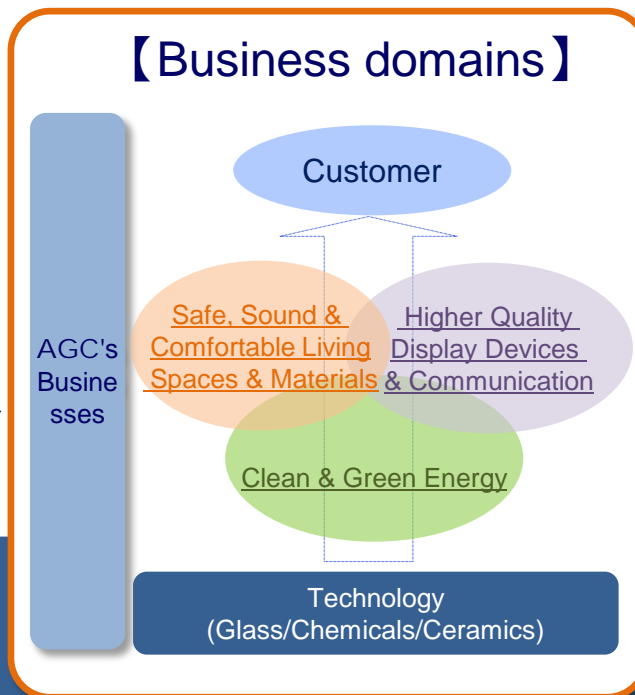 【Business domains】
Customer
AGC's
Busine
sses
Safe, Sound &
Comfortable Living
Spaces & Materials
Higher Quality
Display Devices
& Communication
Clean & Green Energy
Technology
(Glass/Chemicals/Ceramics)